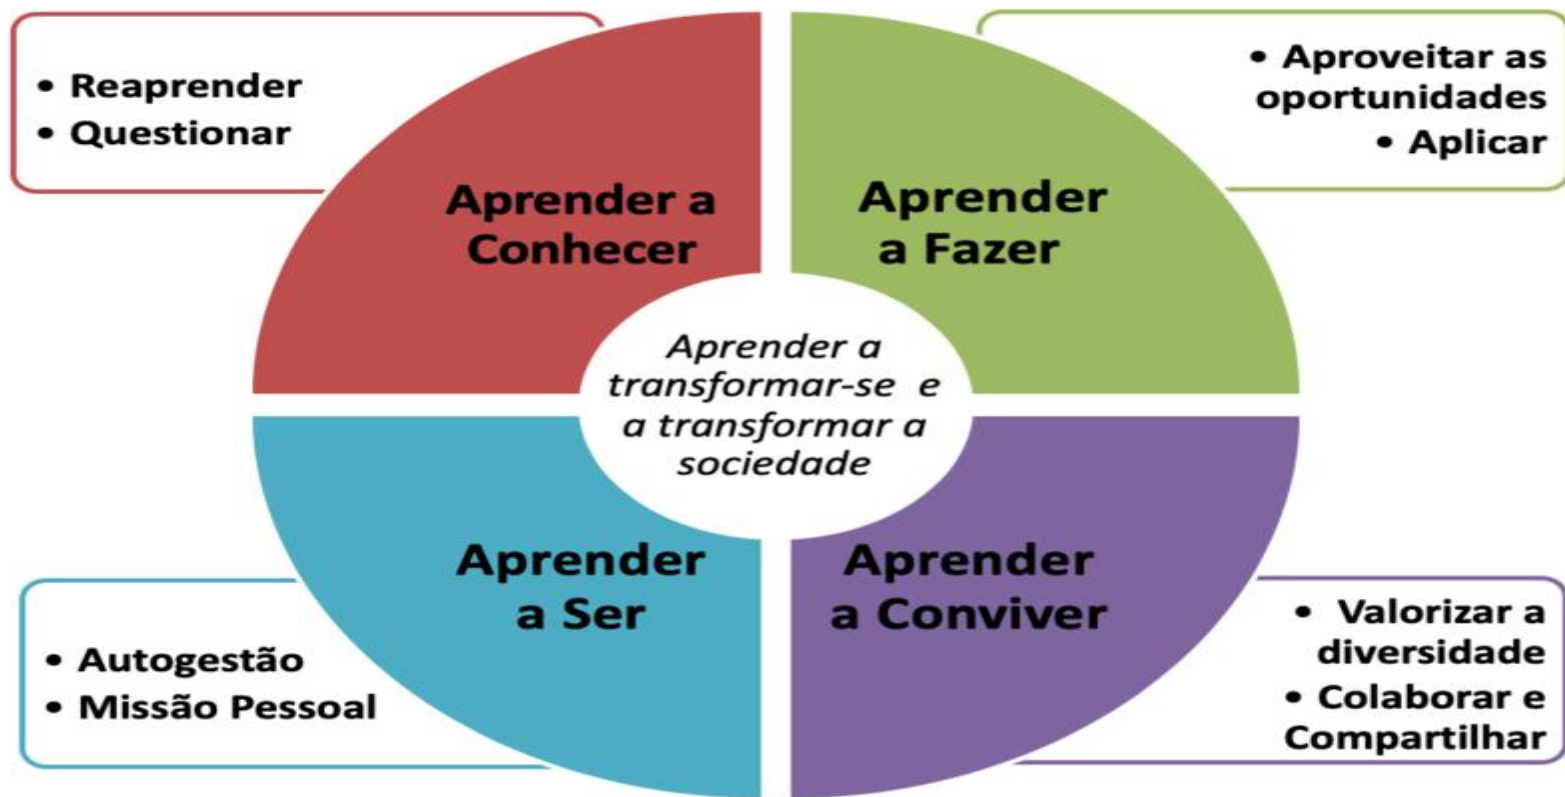 • Reaprender
• Questionar
• Aproveitar as
oportunidades
• Aplicar
Aprender a
Conhecer
Aprender
a Fazer
Aprender a
transformar-se e
a transformar a
sociedade
Aprender
a Ser
Aprender
a Conviver
• Autogestão
• Missão Pessoal
• Valorizar a
diversidade
• Colaborar e
Compartilhar